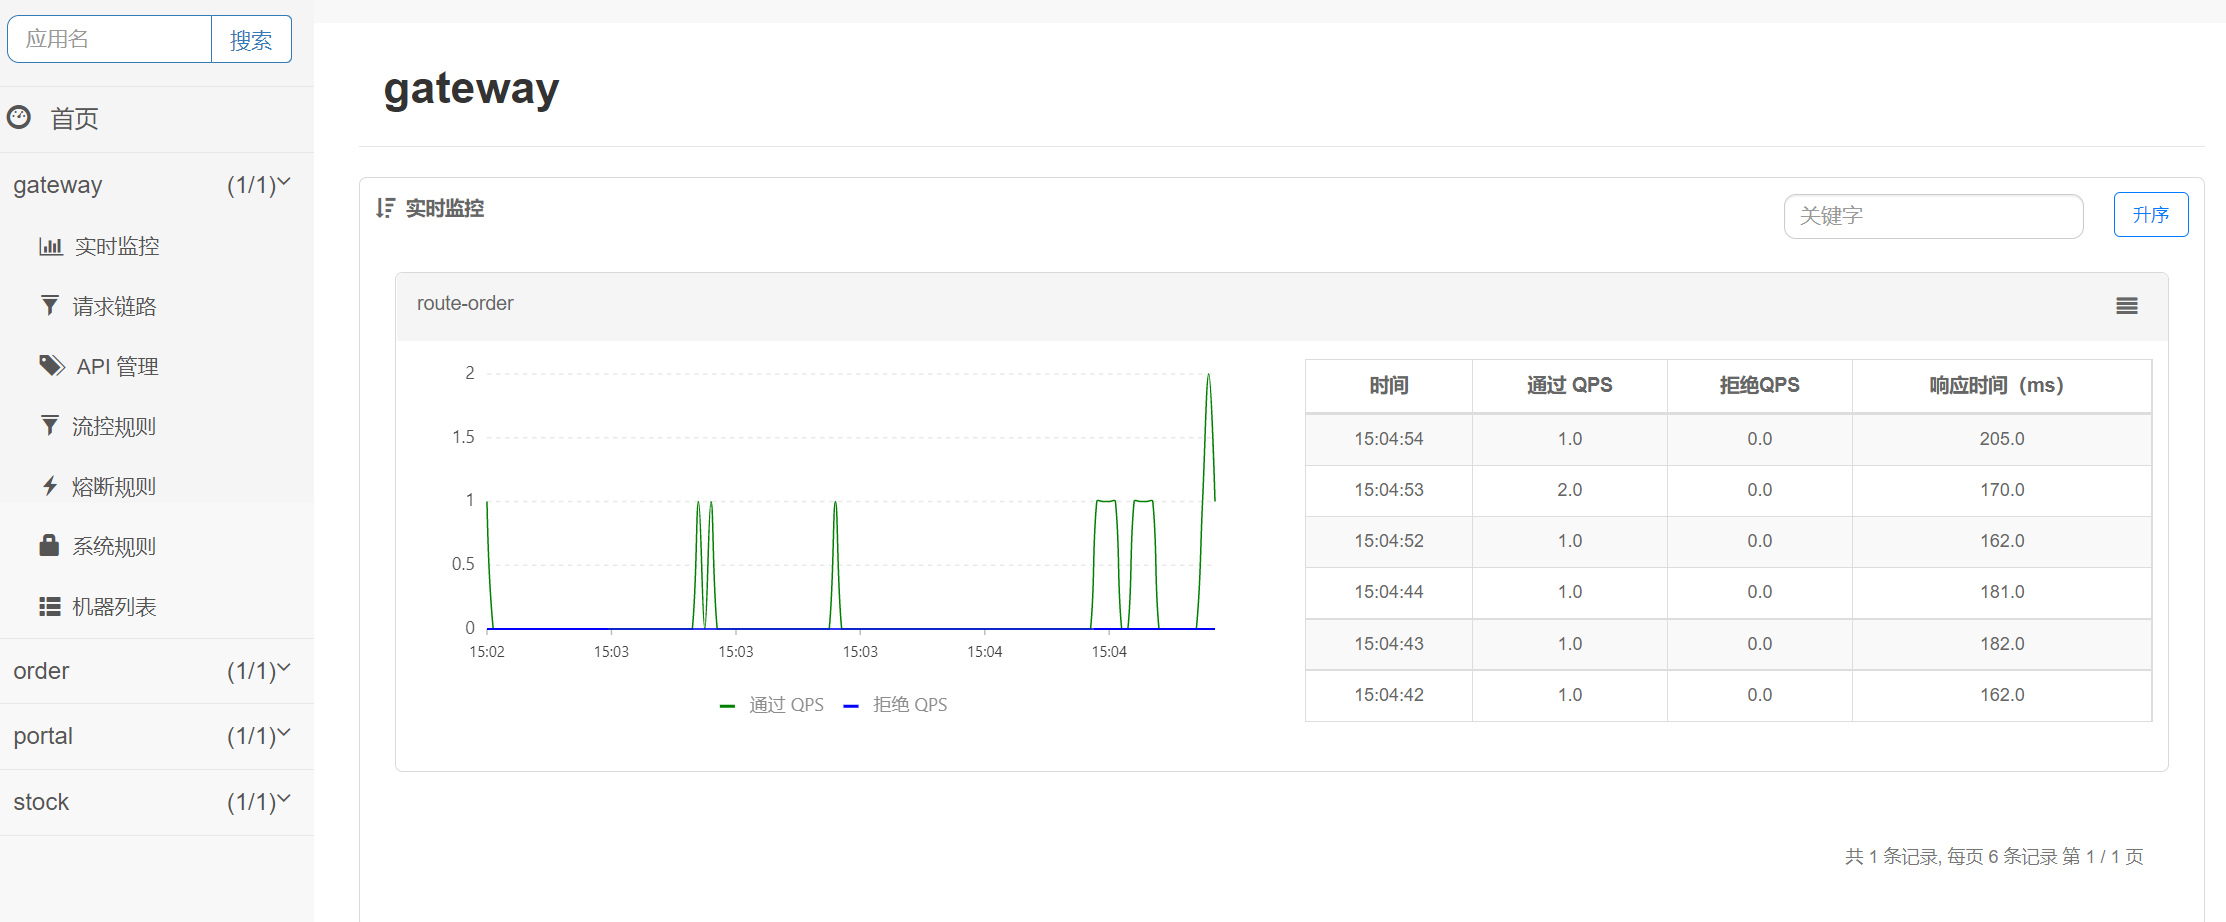 应用名 搜索
首页
gateway (1/1)
实时监控
请求链路
API 管理
流控规则
熔断规则
系统规则
机器列表
order (1/1)
portal (1/1)
stock (1/1)
gateway
实时监控 关键字 升序
route-order
2
1.5
1
0.5
0
15:02 15:03 15:03 15:03 15:04 15:04
通过 QPS 拒绝 QPS
时间 通过 QPS 拒绝QPS 响应时间（ms）
15:04:54 1.0 0.0 205.0
15:04:53 2.0 0.0 170.0
15:04:52 1.0 0.0 162.0
15:04:44 1.0 0.0 181.0
15:04:43 1.0 0.0 182.0
15:04:42 1.0 0.0 162.0
共 1 条记录, 每页 6 条记录 第 1 / 1 页